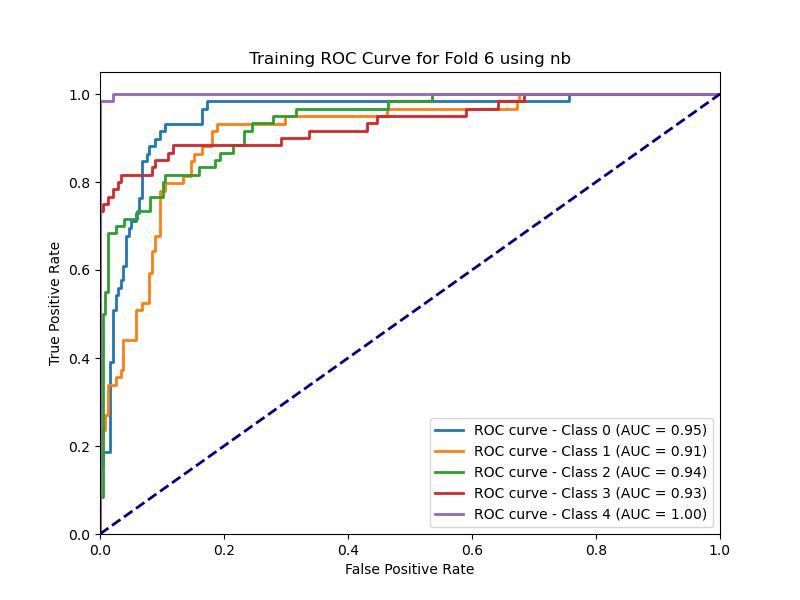 Training ROC Curve for Fold 6 using nb
True Positive Rate
1.0
0.8
0.6
0.4
0.2
0.0
ROC curve - Class 0 (AUC = 0.95)
ROC curve - Class 1 (AUC = 0.91)
ROC curve - Class 2 (AUC = 0.94)
ROC curve - Class 3 (AUC = 0.93)
ROC curve - Class 4 (AUC = 1.00)
0.0 0.2 0.4 0.6 0.8 1.0
False Positive Rate